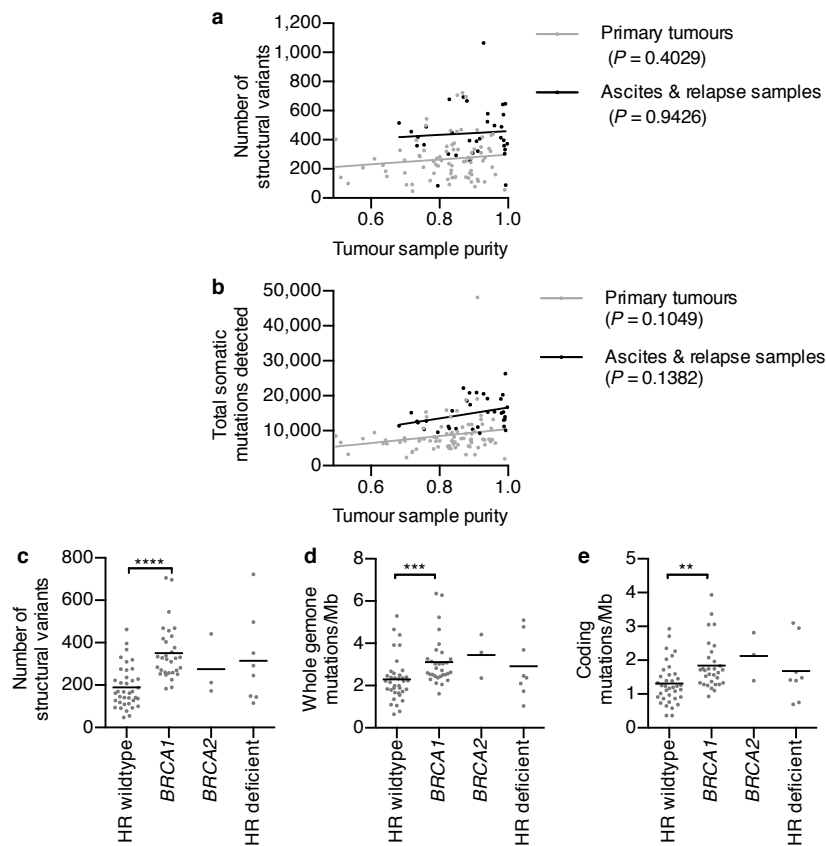 a
1,200
1,000
800
600
400
200
0
Number of
structural variants
0.6
0.8
1.0
Tumour sample purity
Primary tumours
(P = 0.4029)
Ascites & relapse samples
(P = 0.9426)
b
50,000
40,000
30,000
20,000
10,000
0
Total somatic
mutations detected
0.6
0.8
1.0
Tumour sample purity
Primary tumours
(P = 0.1049)
Ascites & relapse samples
(P = 0.1382)
c
800
600
400
200
0
Number of
structural variants
****
HR wildtype
BRCA1
BRCA2
HR deficient
d
8
6
4
2
0
Whole gemone
mutations/Mb
***
HR wildtype
BRCA1
BRCA2
HR deficient
e
5
4
3
2
1
0
Coding
mutations/Mb
**
HR wildtype
BRCA1
BRCA2
HR deficient